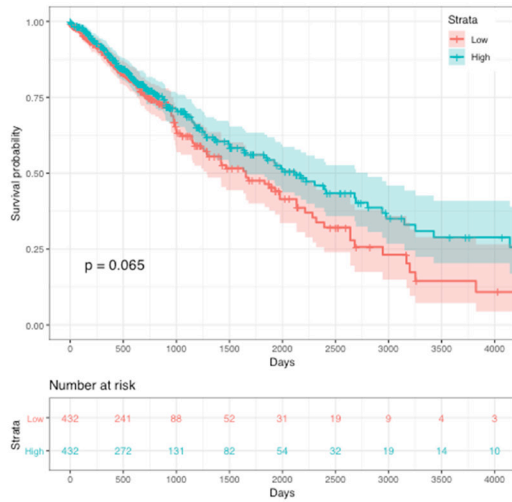 Strata
Low
High
1.00
0.75
0.50
0.25
0.00
Survival probability
p = 0.065
0 500 1000 1500 2000 2500 3000 3500 4000
Days
Number at risk
Strata
Low 432 241 88 52 31 19 9 4 3
High 432 272 131 82 54 32 19 14 10
0 500 1000 1500 2000 2500 3000 3500 4000
Days